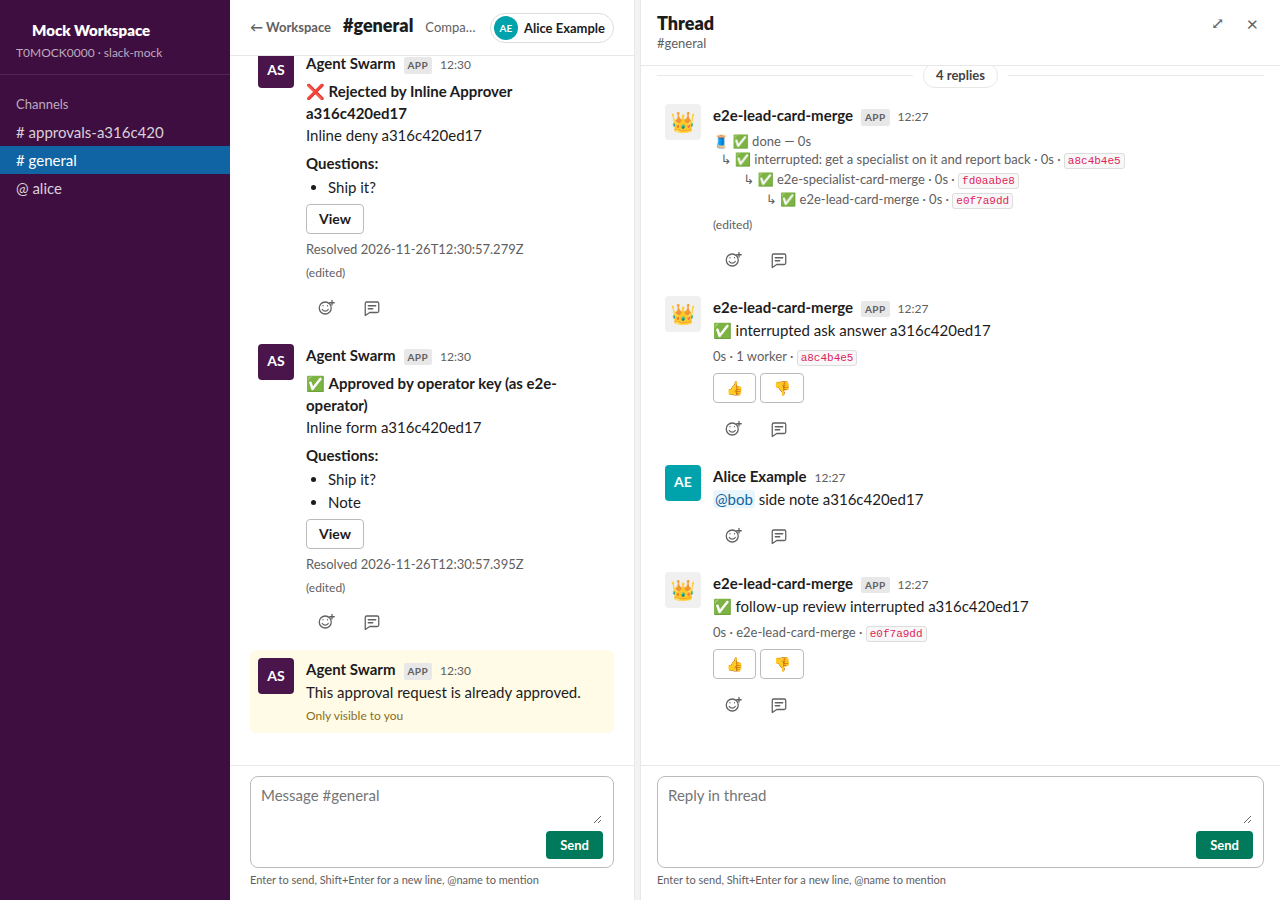 Mock Workspace
T0MOCK0000 · slack-mock
Channels
# approvals-a316c420
# general
@ alice
← Workspace #general Compa... AE Alice Example
AS Agent Swarm APP 12:30
❌ Rejected by Inline Approver
a316c420ed17
Inline deny a316c420ed17
Questions:
• Ship it?
View
Resolved 2026-11-26T12:30:57.279Z
(edited)
AS Agent Swarm APP 12:30
✅ Approved by operator key (as e2e-
operator)
Inline form a316c420ed17
Questions:
• Ship it?
• Note
View
Resolved 2026-11-26T12:30:57.395Z
(edited)
AS Agent Swarm APP 12:30
This approval request is already approved.
Only visible to you
Message #general
Send
Enter to send, Shift+Enter for a new line, @name to mention
Thread
#general
4 replies
e2e-lead-card-merge APP 12:27
🧵 ✅ done — 0s
↳ ✅ interrupted: get a specialist on it and report back · 0s · a8c4b4e5
↳ ✅ e2e-specialist-card-merge · 0s · fd0aabe8
↳ ✅ e2e-lead-card-merge · 0s · e0f7a9dd
(edited)
e2e-lead-card-merge APP 12:27
✅ interrupted ask answer a316c420ed17
0s · 1 worker · a8c4b4e5
👍 👎
AE Alice Example 12:27
@bob side note a316c420ed17
e2e-lead-card-merge APP 12:27
✅ follow-up review interrupted a316c420ed17
0s · e2e-lead-card-merge · e0f7a9dd
👍 👎
Reply in thread
Send
Enter to send, Shift+Enter for a new line, @name to mention